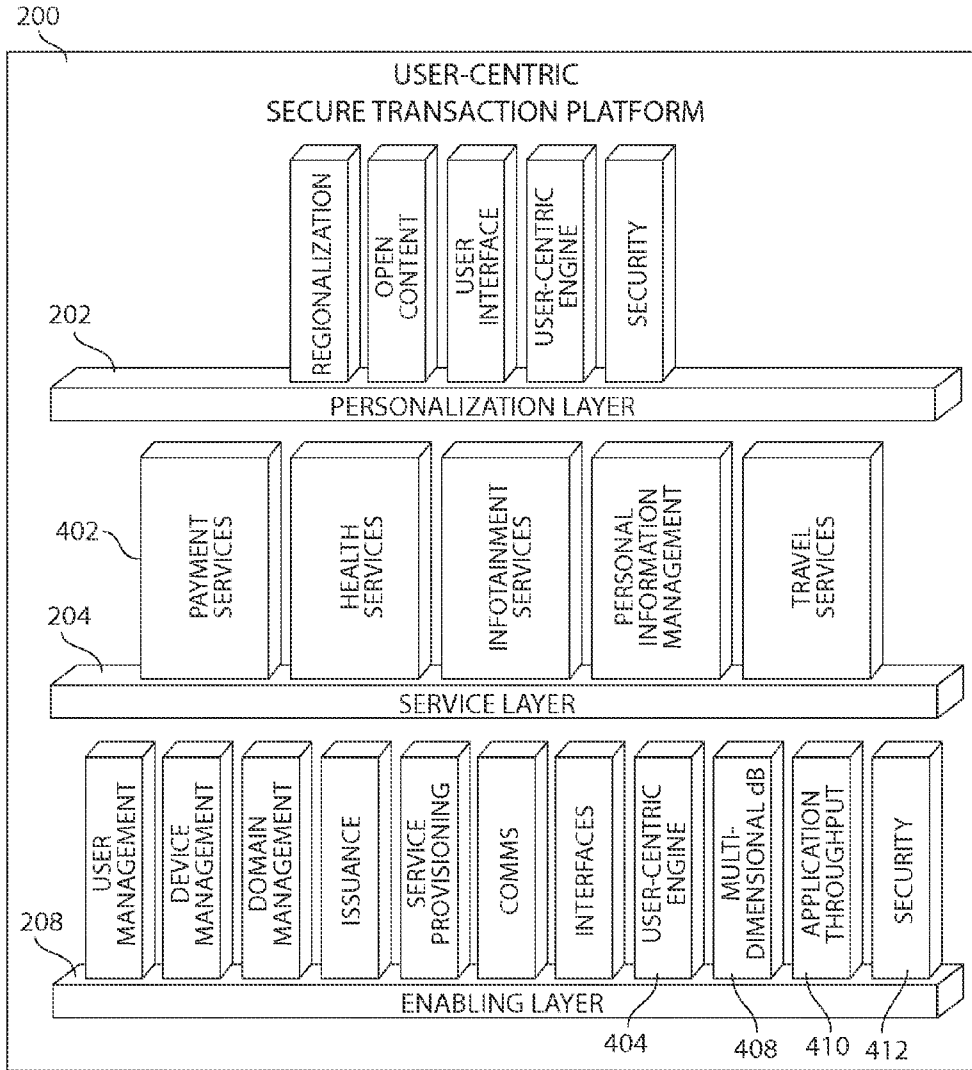 200
USER-CENTRIC
SECURE TRANSACTION PLATFORM
REGIONALIZATION
OPEN
CONTENT
USER
INTERFACE
USER-CENTRIC
ENGINE
SECURITY
202
PERSONALIZATION LAYER
402
PAYMENT
SERVICES
HEALTH
SERVICES
INFOTAINMENT
SERVICES
PERSONAL
INFORMATION
MANAGEMENT
TRAVEL
SERVICES
204
SERVICE LAYER
USER
MANAGEMENT
DEVICE
MANAGEMENT
DOMAIN
MANAGEMENT
ISSUANCE
SERVICE
PROVISIONING
COMMS
INTERFACES
USER-CENTRIC
ENGINE
MULTI-
DIMENSIONAL dB
APPLICATION
THROUGHPUT
SECURITY
208
ENABLING LAYER
404
408
410
412